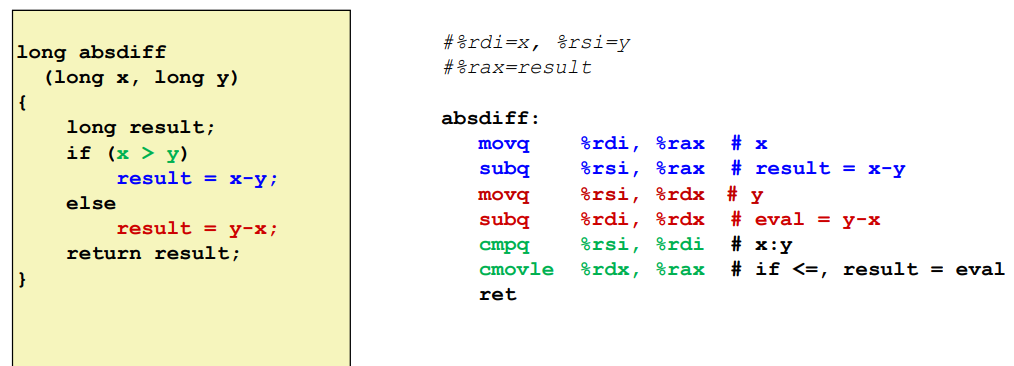 long absdiff
(long x, long y)
{
long result;
if (x > y)
result = x-y;
else
result = y-x;
return result;
}
#%rdi=x, %rsi=y
#%rax=result
absdiff:
movq %rdi, %rax # x
subq %rsi, %rax # result = x-y
movq %rsi, %rdx # y
subq %rdi, %rdx # eval = y-x
cmpq %rsi, %rdi # x:y
cmovle %rdx, %rax # if <=, result = eval
ret